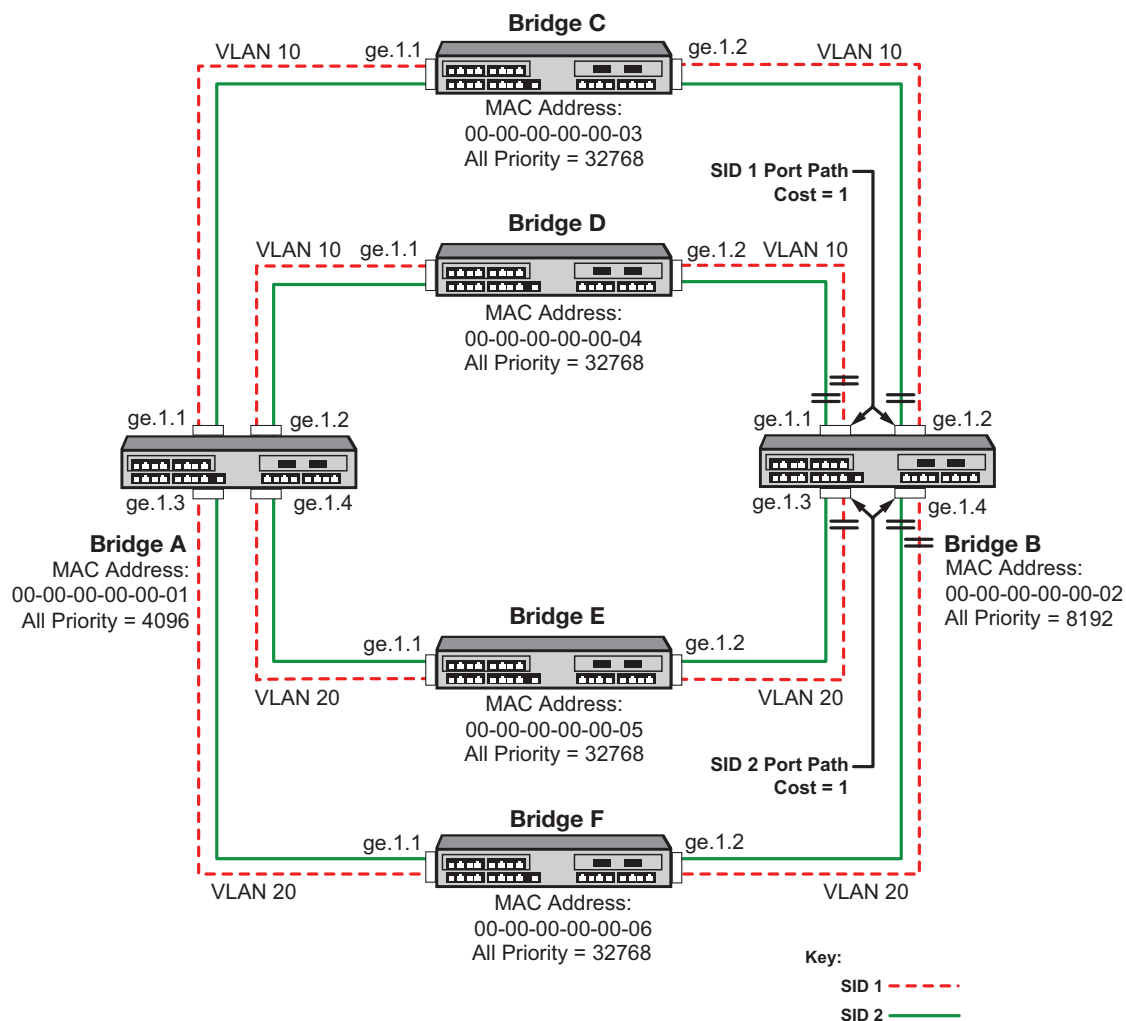 Bridge C
VLAN 10
ge.1.1
ge.1.2
VLAN 10
MAC Address:
00-00-00-00-00-03
All Priority = 32768
SID 1 Port Path
Cost = 1
Bridge D
VLAN 10
ge.1.1
ge.1.2
VLAN 10
MAC Address:
00-00-00-00-00-04
All Priority = 32768
ge.1.1
ge.1.2
ge.1.1
ge.1.2
ge.1.3
ge.1.4
ge.1.3
ge.1.4
Bridge A
MAC Address:
00-00-00-00-00-01
All Priority = 4096
Bridge B
MAC Address:
00-00-00-00-00-02
All Priority = 8192
Bridge E
ge.1.1
ge.1.2
VLAN 20
VLAN 20
MAC Address:
00-00-00-00-00-05
All Priority = 32768
SID 2 Port Path
Cost = 1
Bridge F
ge.1.1
ge.1.2
VLAN 20
VLAN 20
MAC Address:
00-00-00-00-00-06
All Priority = 32768
Key:
SID 1
SID 2